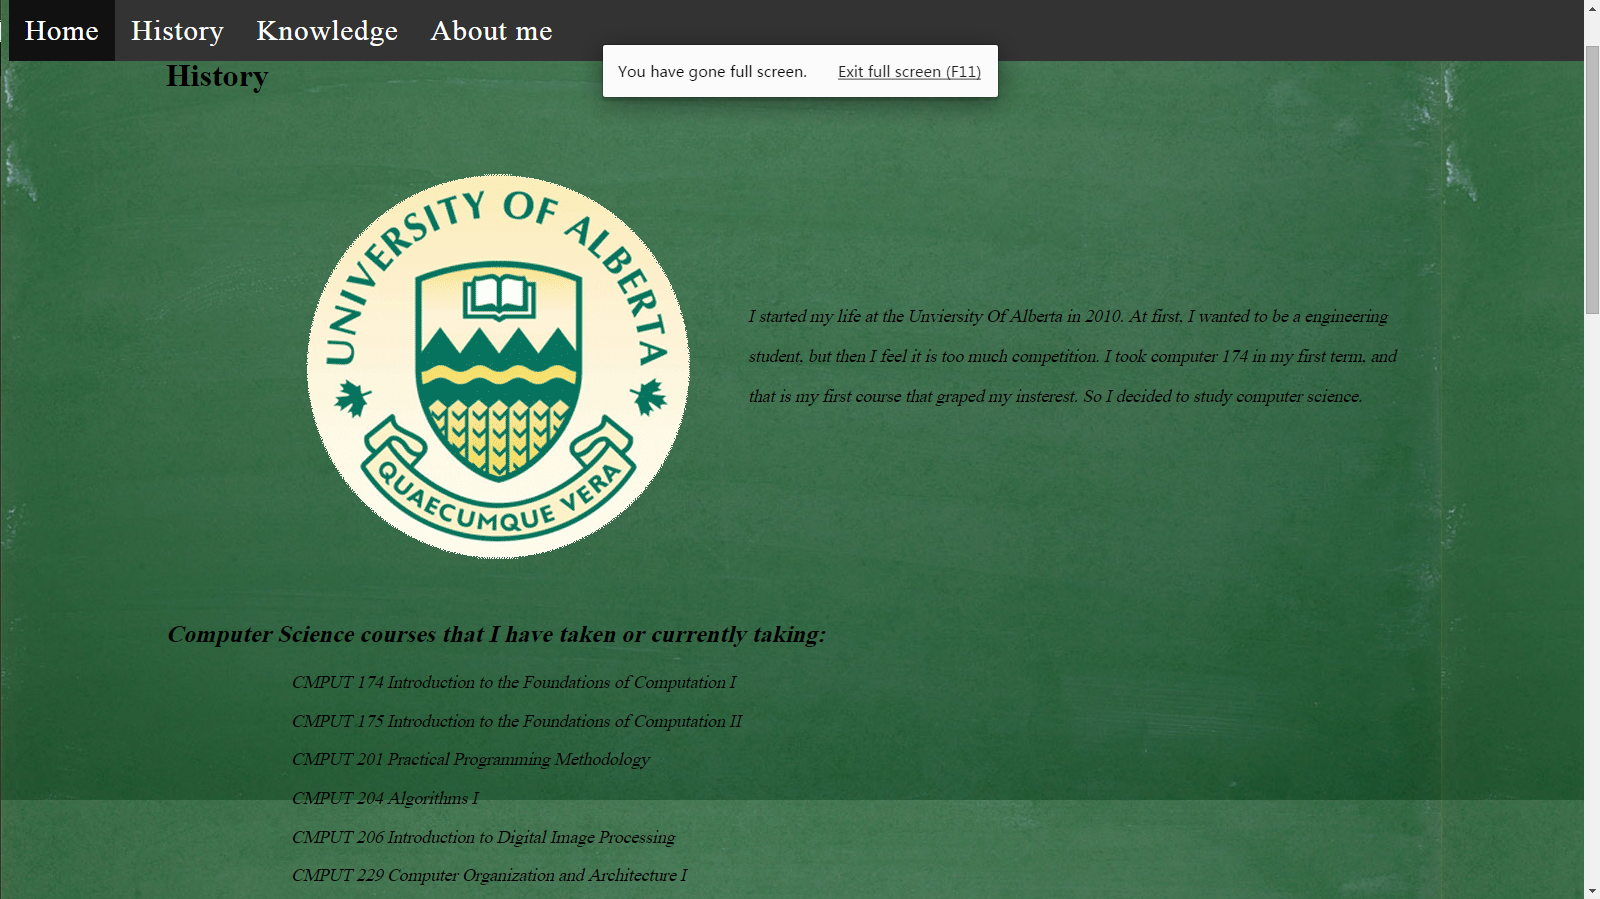 Home History Knowledge About me
You have gone full screen. Exit full screen (F11)
History
UNIVERSITY OF ALBERTA
QUAECUMQUE VERA
I started my life at the Unviersity Of Alberta in 2010. At first, I wanted to be a engineering
student, but then I feel it is too much competition. I took computer 174 in my first term, and
that is my first course that graped my insterest. So I decided to study computer science.
Computer Science courses that I have taken or currently taking:
CMPUT 174 Introduction to the Foundations of Computation I
CMPUT 175 Introduction to the Foundations of Computation II
CMPUT 201 Practical Programming Methodology
CMPUT 204 Algorithms I
CMPUT 206 Introduction to Digital Image Processing
CMPUT 229 Computer Organization and Architecture I